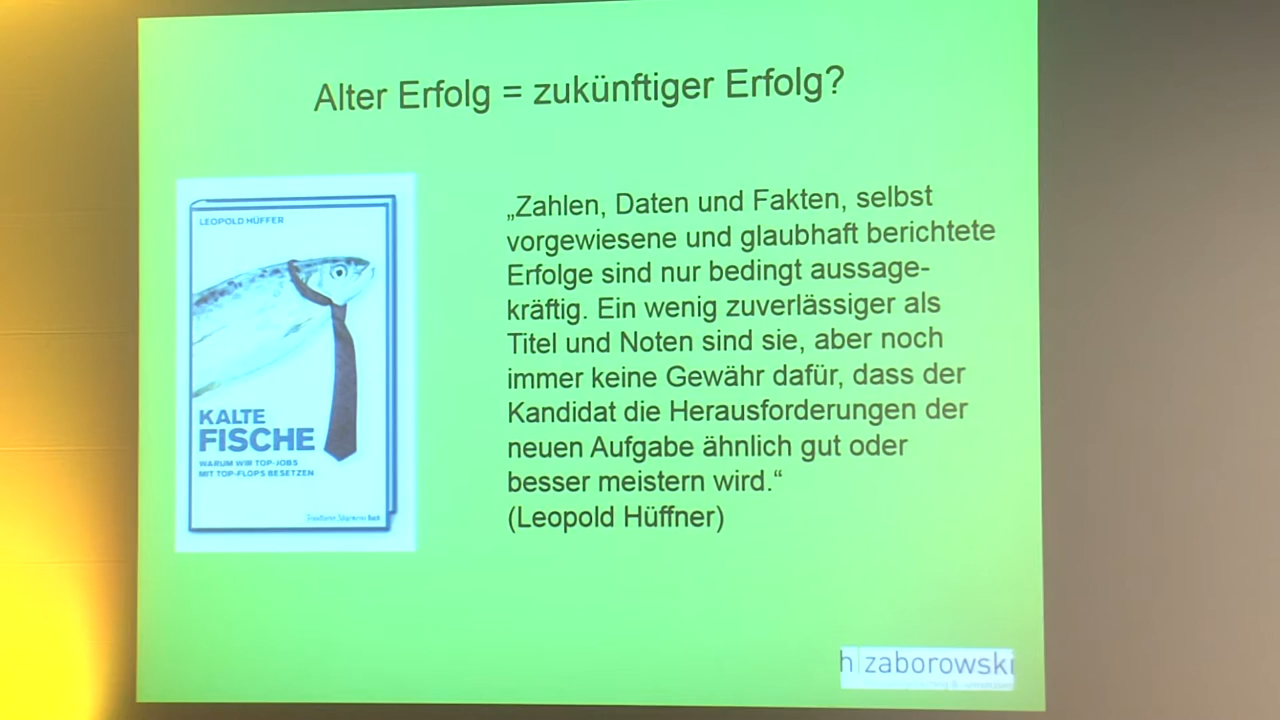 Alter Erfolg = zukünftiger Erfolg?
LEOPOLD HÜFFER
KALTE
FISCHE
WARUM WIR TOP-JOBS
MIT TOP-FLOPS BESETZEN
Frankfurter Allgemeine Buch
„Zahlen, Daten und Fakten, selbst
vorgewiesene und glaubhaft berichtete
Erfolge sind nur bedingt aussage-
kräftig. Ein wenig zuverlässiger als
Titel und Noten sind sie, aber noch
immer keine Gewähr dafür, dass der
Kandidat die Herausforderungen der
neuen Aufgabe ähnlich gut oder
besser meistern wird.“
(Leopold Hüffner)
h|zaborowski